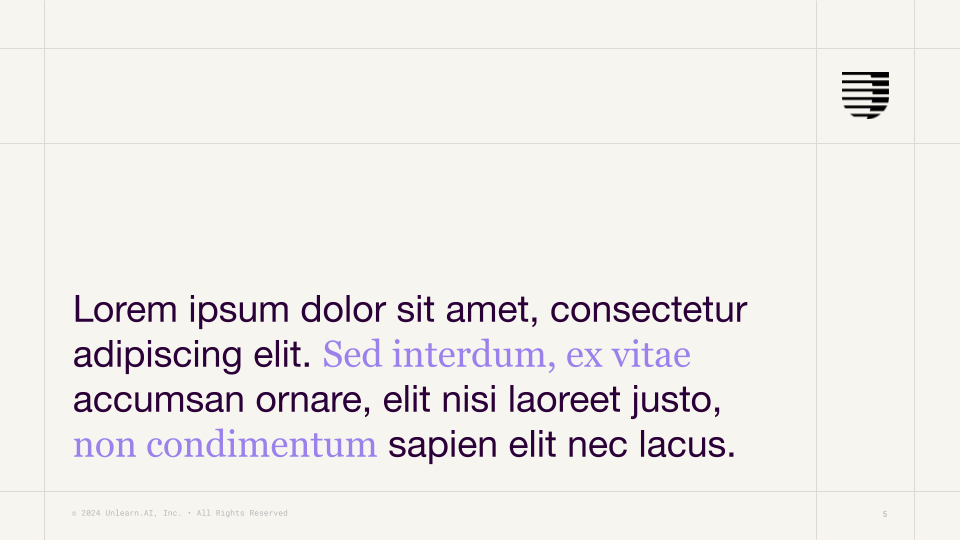 Lorem ipsum dolor sit amet, consectetur
adipiscing elit. Sed interdum, ex vitae
accumsan ornare, elit nisi laoreet justo,
non condimentum sapien elit nec lacus.
© 2024 Unlearn.AI, Inc. • All Rights Reserved
5